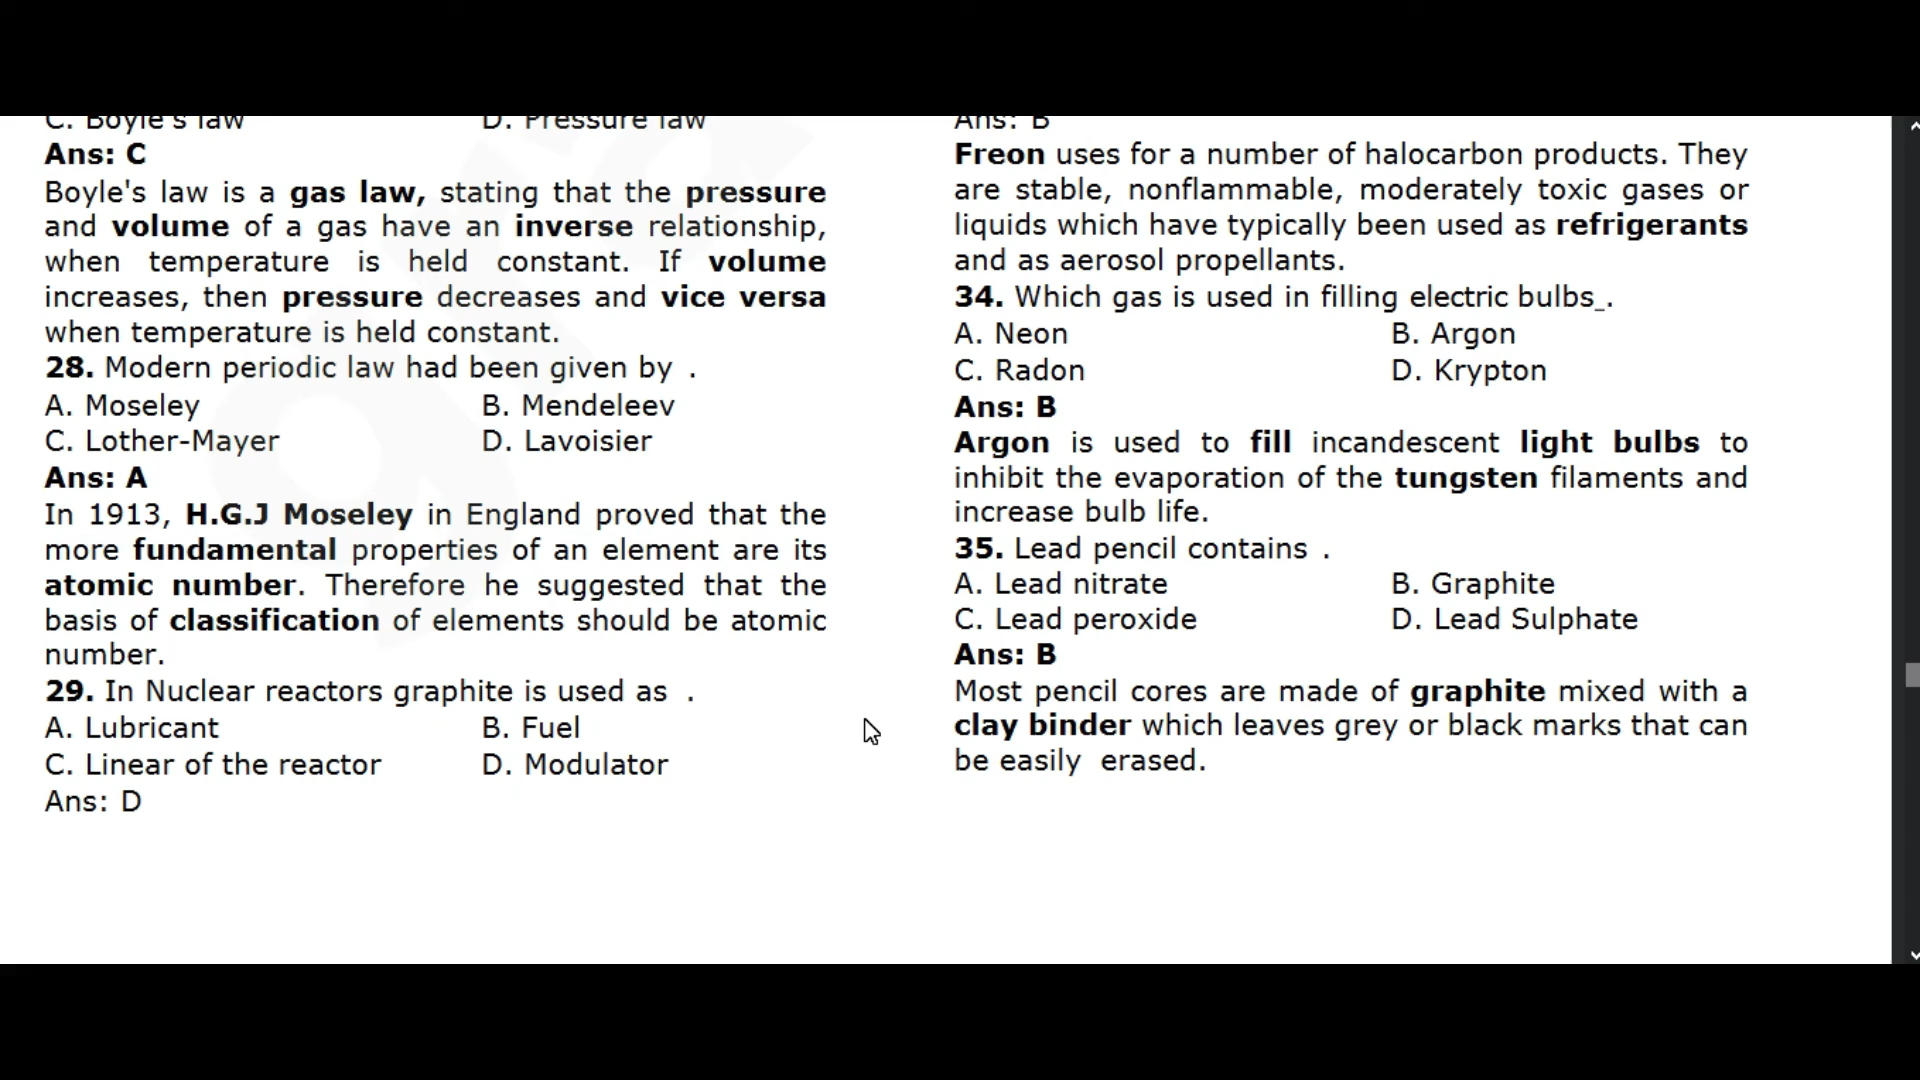 C. Boyle's law D. Pressure law
Ans: C
Boyle's law is a gas law, stating that the pressure
and volume of a gas have an inverse relationship,
when temperature is held constant. If volume
increases, then pressure decreases and vice versa
when temperature is held constant.
28. Modern periodic law had been given by .
A. Moseley B. Mendeleev
C. Lother-Mayer D. Lavoisier
Ans: A
In 1913, H.G.J Moseley in England proved that the
more fundamental properties of an element are its
atomic number. Therefore he suggested that the
basis of classification of elements should be atomic
number.
29. In Nuclear reactors graphite is used as .
A. Lubricant B. Fuel
C. Linear of the reactor D. Modulator
Ans: D
Ans: B
Freon uses for a number of halocarbon products. They
are stable, nonflammable, moderately toxic gases or
liquids which have typically been used as refrigerants
and as aerosol propellants.
34. Which gas is used in filling electric bulbs_.
A. Neon B. Argon
C. Radon D. Krypton
Ans: B
Argon is used to fill incandescent light bulbs to
inhibit the evaporation of the tungsten filaments and
increase bulb life.
35. Lead pencil contains .
A. Lead nitrate B. Graphite
C. Lead peroxide D. Lead Sulphate
Ans: B
Most pencil cores are made of graphite mixed with a
clay binder which leaves grey or black marks that can
be easily erased.